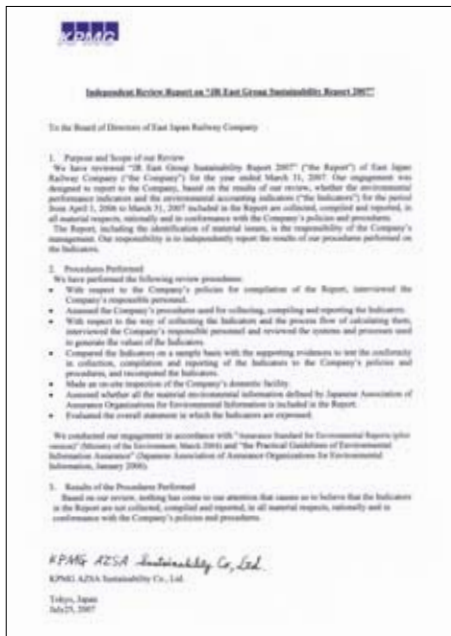 KPMG
Independent Review Report on "JR East Group Sustainability Report 2007"
To the Board of Directors of East Japan Railway Company
1. Purpose and Scope of our Review
We have reviewed "JR East Group Sustainability Report 2007" ("the Report") of East Japan
Railway Company ("the Company") for the year ended March 31, 2007. Our engagement was
designed to report to the Company, based on the results of our review, whether the environmental
performance indicators and the environmental accounting indicators ("the Indicators") for the period
from April 1, 2006 to March 31, 2007 included in the Report are collected, compiled and reported, in
all material respects, rationally and in conformance with the Company's policies and procedures.
The Report, including the identification of material issues, is the responsibility of the Company's
management. Our responsibility is to independently report the results of our procedures performed on
the Indicators.
2. Procedures Performed
We have performed the following review procedures:
• With respect to the Company's policies for compilation of the Report, interviewed the
Company's responsible personnel.
• Assessed the Company's procedures used for collecting, compiling and reporting the Indicators.
• With respect to the way of collecting the Indicators and the process flow of calculating them,
interviewed the Company's responsible personnel and reviewed the systems and processes used
to generate the values of the Indicators.
• Compared the Indicators on a sample basis with the supporting evidences to test the conformity
in collection, compilation and reporting of the Indicators to the Company's policies and
procedures, and recomputed the Indicators.
• Made an on-site inspection of the Company's domestic facility.
• Assessed whether all the material environmental information defined by Japanese Association of
Assurance Organizations for Environmental Information is included in the Report.
• Evaluated the overall statement in which the Indicators are expressed.
We conducted our engagement in accordance with "Assurance Standard for Environmental Reports (pilot
version)" (Ministry of the Environment, March 2004) and "the Practical Guidelines of Environmental
Information Assurance" (Japanese Association of Assurance Organizations for Environmental
Information, January 2006).
3. Results of the Procedures Performed
Based on our review, nothing has come to our attention that causes us to believe that the Indicators
in the Report are not collected, compiled and reported, in all material respects, rationally and in
conformance with the Company's policies and procedures.
KPMG AZSA Sustainability Co., Ltd.
KPMG AZSA Sustainability Co., Ltd.
Tokyo, Japan
July25, 2007